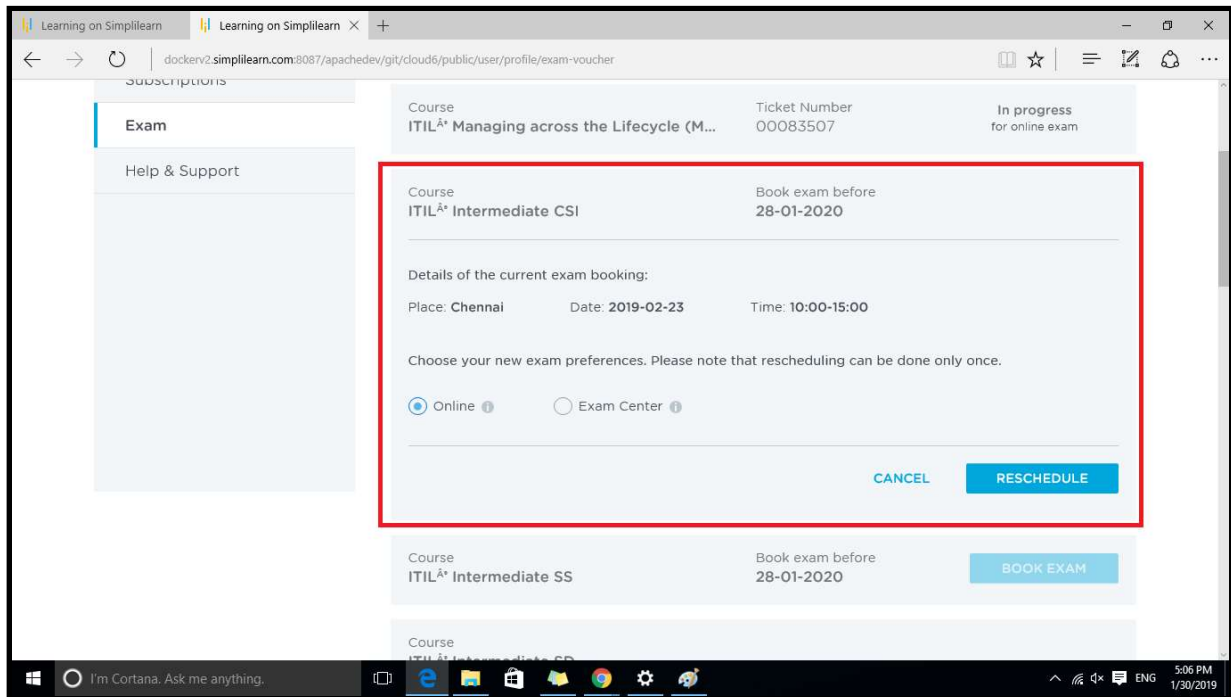 Learning on Simplilearn
Learning on Simplilearn
dockerv2.simplilearn.com:8087/apachedev/git/cloud6/public/user/profile/exam-voucher
Subscriptions
Exam
Help & Support
Course
Ticket Number
In progress
ITILÂ® Managing across the Lifecycle (M...
00083507
for online exam
Course
Book exam before
ITILÂ® Intermediate CSI
28-01-2020
Details of the current exam booking:
Place: Chennai Date: 2019-02-23 Time: 10:00-15:00
Choose your new exam preferences. Please note that rescheduling can be done only once.
Online Exam Center
CANCEL RESCHEDULE
Course
Book exam before
ITILÂ® Intermediate SS
28-01-2020
BOOK EXAM
Course
ITILÂ® Intermediate SD
I'm Cortana. Ask me anything.
ENG
5:06 PM
1/30/2019